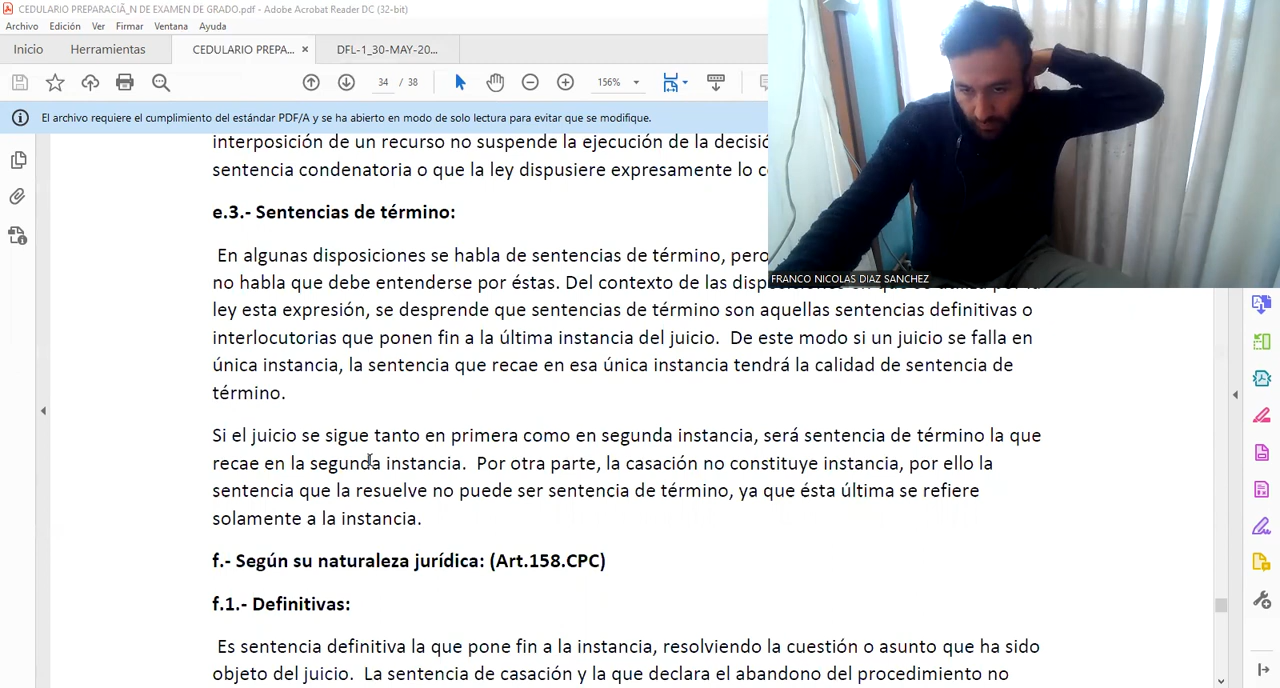 CEDULARIO PREPARACIÃ_N DE EXAMEN DE GRADO.pdf - Adobe Acrobat Reader DC (32-bit)
Archivo Edición Ver Firmar Ventana Ayuda
Inicio Herramientas CEDULARIO PREPA... × DFL-1_30-MAY-20...
34 / 38 156%
El archivo requiere el cumplimiento del estándar PDF/A y se ha abierto en modo de solo lectura para evitar que se modifique.
interposición de un recurso no suspende la ejecución de la decisión
sentencia condenatoria o que la ley dispusiere expresamente lo
e.3.- Sentencias de término:
En algunas disposiciones se habla de sentencias de término, pero
FRANCO NICOLAS DIAZ SANCHEZ
no habla que debe entenderse por éstas. Del contexto de las
ley esta expresión, se desprende que sentencias de término son aquellas sentencias definitivas o
interlocutorias que ponen fin a la última instancia del juicio. De este modo si un juicio se falla en
única instancia, la sentencia que recae en esa única instancia tendrá la calidad de sentencia de
término.
Si el juicio se sigue tanto en primera como en segunda instancia, será sentencia de término la que
recae en la segunda instancia. Por otra parte, la casación no constituye instancia, por ello la
sentencia que la resuelve no puede ser sentencia de término, ya que ésta última se refiere
solamente a la instancia.
f.- Según su naturaleza jurídica: (Art.158.CPC)
f.1.- Definitivas:
Es sentencia definitiva la que pone fin a la instancia, resolviendo la cuestión o asunto que ha sido
objeto del juicio. La sentencia de casación y la que declara el abandono del procedimiento no